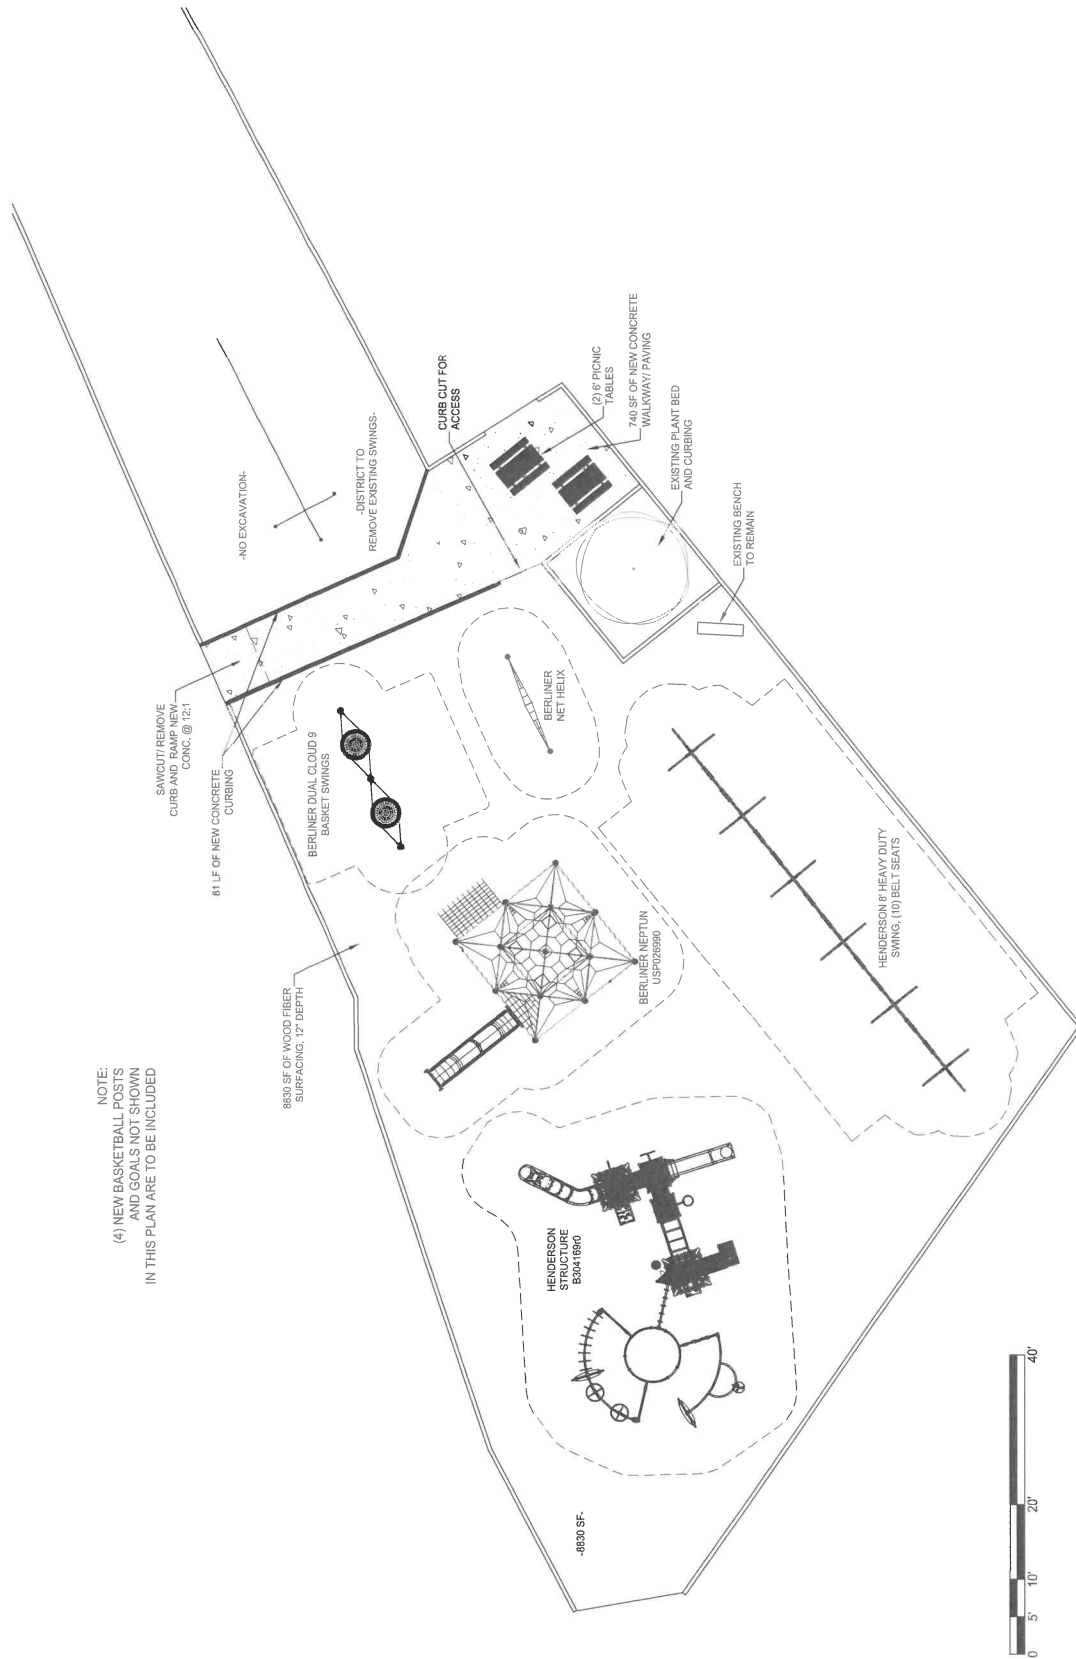 NOTE:
(4) NEW BASKETBALL POSTS
AND GOALS NOT SHOWN
IN THIS PLAN ARE TO BE INCLUDED
SAWCUT/ REMOVE
CURB AND RAMP NEW
CONC, @ 12:1
81 LF OF NEW CONCRETE
CURBING
8830 SF OF WOOD FIBER
SURFACING, 12" DEPTH
-NO EXCAVATION-
-DISTRICT TO
REMOVE EXISTING SWINGS-
CURB CUT FOR
ACCESS
(2) 6' PICNIC
TABLES
740 SF OF NEW CONCRETE
WALKWAY/ PAVING
EXISTING PLANT BED
AND CURBING
EXISTING BENCH
TO REMAIN
BERLINER DUAL CLOUD 9
BASKET SWINGS
BERLINER
NET HELIX
BERLINER NEPTUN
USP026990
HENDERSON 8' HEAVY DUTY
SWING, (10) BELT SEATS
HENDERSON
STRUCTURE
B304169r0
-8830 SF-
0 5' 10' 20' 40'